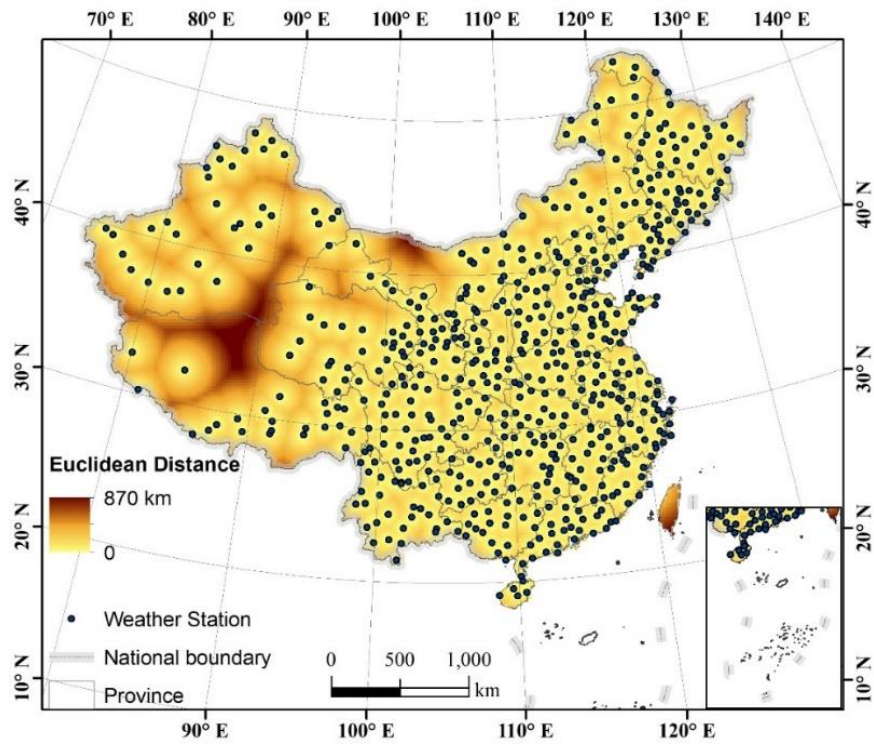 70° E 80° E 90° E 100° E 110° E 120° E 130° E 140° E
40° N 40° N
30° N 30° N
Euclidean Distance
870 km
0
20° N 20° N
Weather Station
National boundary
Province
0 500 1,000
km
10° N 10° N
90° E 100° E 110° E 120° E